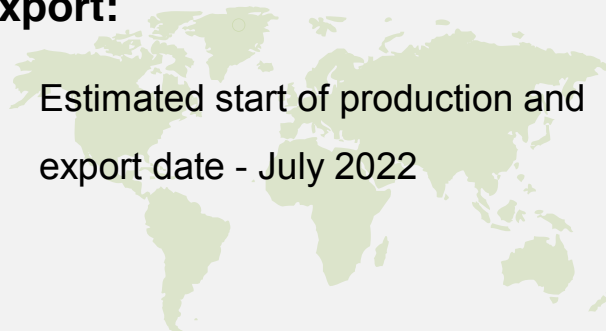 xport:
Estimated start of production and
export date - July 2022